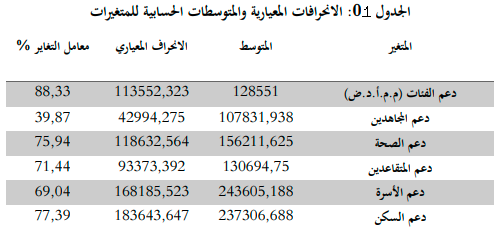 الجدول 01: الانحرافات المعيارية والمتوسطات الحسابية للمتغيرات
المتغير المتوسط الانحراف المعياري معامل التغاير %
دعم الفئات (م.م.أ.د.ض) 128551 113552,323 88,33
دعم المجاهدين 107831,938 42994,275 39,87
دعم الصحة 156211,625 118632,564 75,94
دعم المتقاعدين 130694,75 93373,392 71,44
دعم الأسرة 243605,188 168185,523 69,04
دعم السكن 237306,688 183643,647 77,39